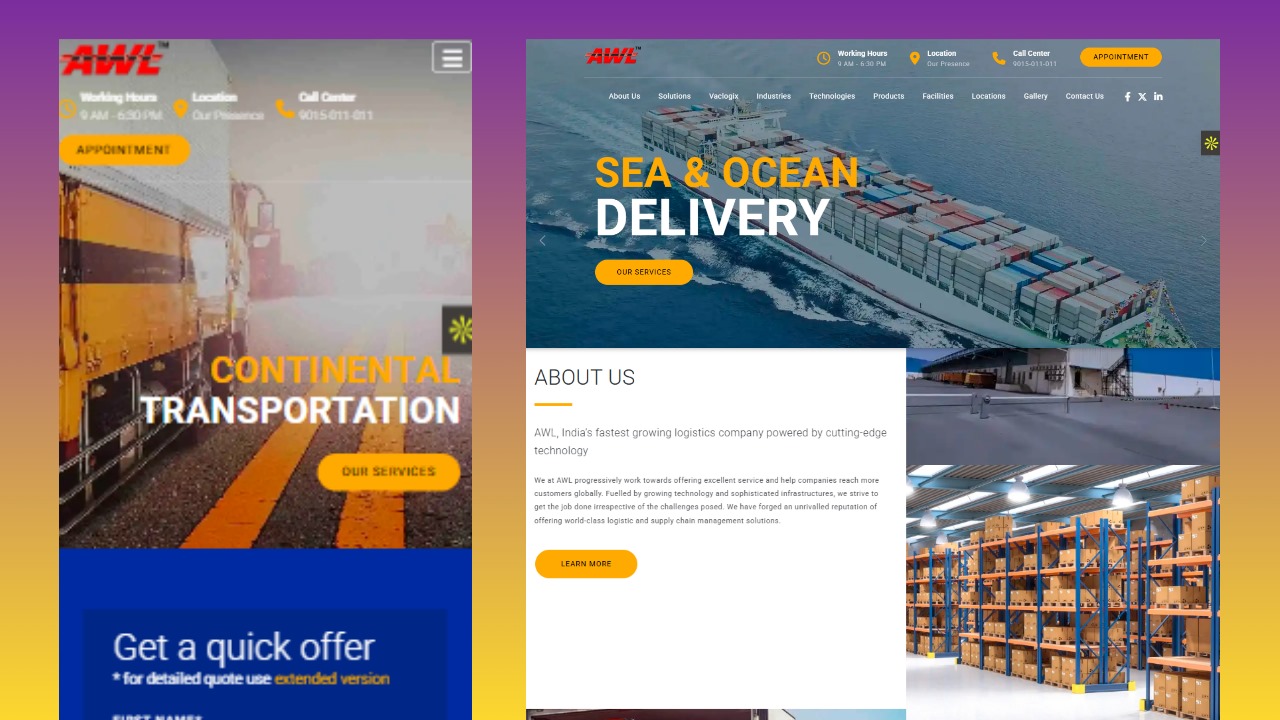 AWL™
Working Hours
9 AM - 6:30 PM
Location
Our Presence
Call Center
9015-011-011
APPOINTMENT
CONTINENTAL
TRANSPORTATION
OUR SERVICES
Get a quick offer
* for detailed quote use extended version
FIRST NAME*
AWL™
Working Hours
9 AM - 6:30 PM
Location
Our Presence
Call Center
9015-011-011
APPOINTMENT
About Us Solutions Vaclogix Industries Technologies Products Facilities Locations Gallery Contact Us
SEA & OCEAN
DELIVERY
OUR SERVICES
ABOUT US
AWL, India's fastest growing logistics company powered by cutting-edge
technology
We at AWL progressively work towards offering excellent service and help companies reach more
customers globally. Fuelled by growing technology and sophisticated infrastructures, we strive to
get the job done irrespective of the challenges posed. We have forged an unrivalled reputation of
offering world-class logistic and supply chain management solutions.
LEARN MORE